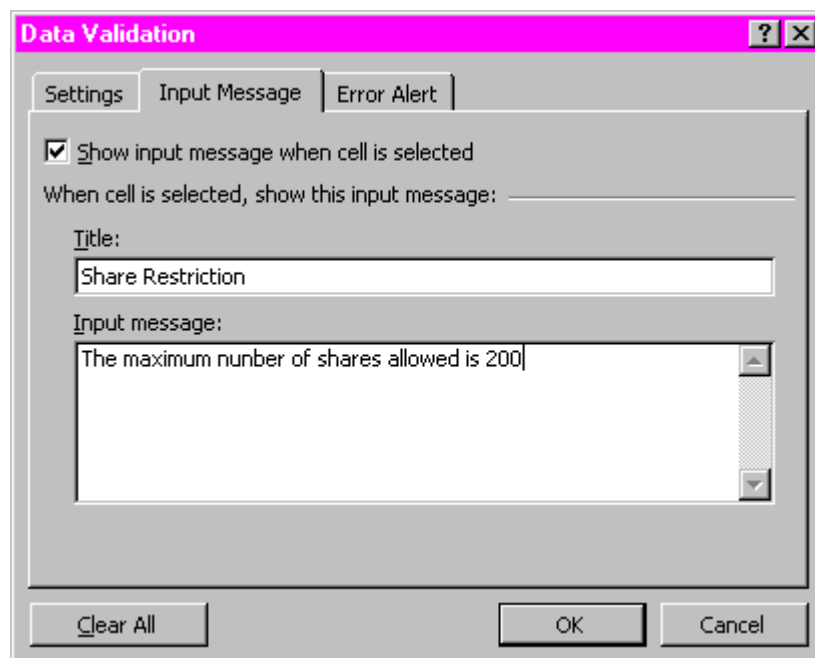 Data Validation
Settings Input Message Error Alert
Show input message when cell is selected
When cell is selected, show this input message:
Title:
Share Restriction
Input message:
The maximum nunber of shares allowed is 200
Clear All OK Cancel